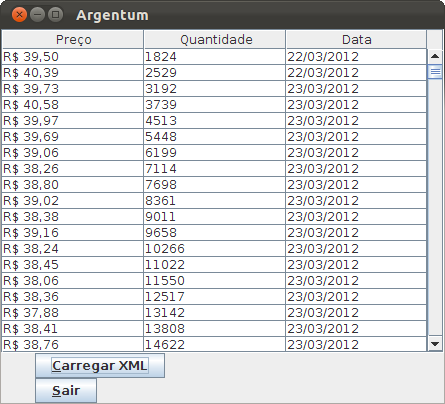 Argentum
Preço Quantidade Data
R$ 39,50 1824 22/03/2012
R$ 40,39 2529 22/03/2012
R$ 39,73 3192 23/03/2012
R$ 40,58 3739 23/03/2012
R$ 39,97 4513 23/03/2012
R$ 39,69 5448 23/03/2012
R$ 39,06 6199 23/03/2012
R$ 38,26 7114 23/03/2012
R$ 38,80 7698 23/03/2012
R$ 39,02 8361 23/03/2012
R$ 38,38 9011 23/03/2012
R$ 39,16 9658 23/03/2012
R$ 38,24 10266 23/03/2012
R$ 38,45 11022 23/03/2012
R$ 38,06 11550 23/03/2012
R$ 38,36 12517 23/03/2012
R$ 37,88 13142 23/03/2012
R$ 38,41 13808 23/03/2012
R$ 38,76 14622 23/03/2012
Carregar XML
Sair